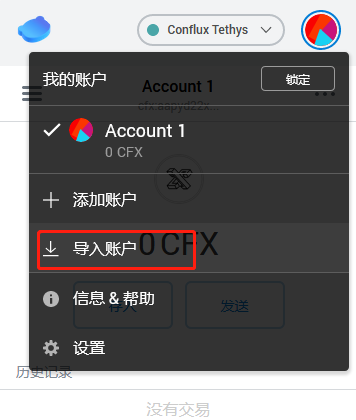 Conflux Tethys
我的账户
锁定
Account 1
cfx:aapyd22x...
Account 1
0 CFX
添加账户
导入账户
0 CFX
信息 & 帮助
存入
发送
设置
历史记录
没有交易